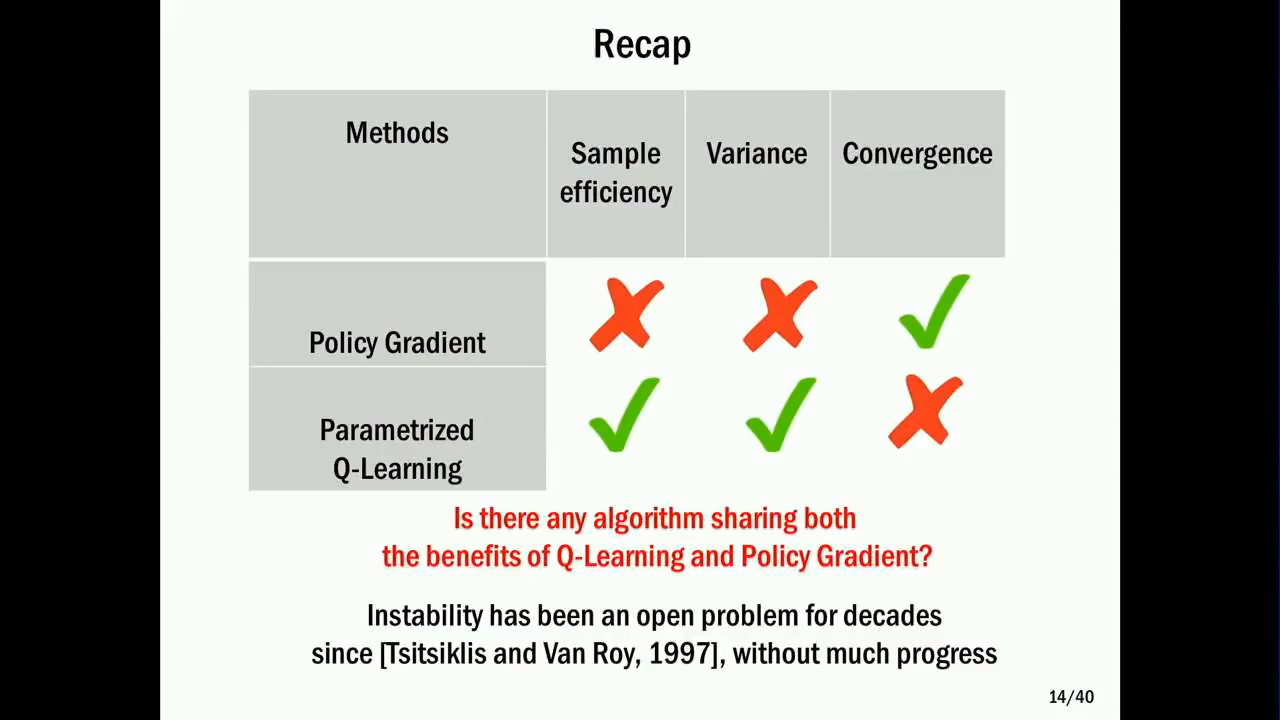 Recap
Methods
Sample
efficiency
Variance
Convergence
Policy Gradient
Parametrized
Q-Learning
Is there any algorithm sharing both
the benefits of Q-Learning and Policy Gradient?
Instability has been an open problem for decades
since [Tsitsiklis and Van Roy, 1997], without much progress
14/40